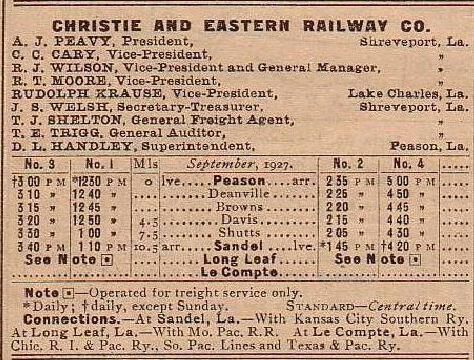 CHRISTIE AND EASTERN RAILWAY CO.
A. J. PEAVY, President, Shreveport, La.
C. C. CARY, Vice-President, "
R. J. WILSON, Vice-President and General Manager, "
R. T. MOORE, Vice-President, "
RUDOLPH KRAUSE, Vice-President, Lake Charles, La.
J. S. WELSH, Secretary-Treasurer, Shreveport, La.
T. J. SHELTON, General Freight Agent, "
T. E. TRIGG, General Auditor, "
D. L. HANDLEY, Superintendent, Peason, La.
No. 3 No. 1 Mls September, 1927. No. 2 No. 4
†3 00 P M *12 30 P M 0 lve....Peason....arr. 2 35 P M 5 00 P M
3 10 " 12 40 " ......Deanville...... 2 25 " 4 50 "
3 15 " 12 45 " ......Browns...... 2 20 " 4 40 "
3 20 " 12 50 " 4.5 ......Davis...... 2 15 " 4 40 "
3 30 " 1 00 " 7.5 ......Shutts...... 2 05 " 4 30 "
3 40 P M 1 10 P M 10.5 arr....Sandel....lve. *1 45 P M †4 20 P M
See Note ▣ ......Long Leaf...... See Note ▣
......Le Compte......
Note ▣—Operated for freight service only.
*Daily; †daily, except Sunday. STANDARD—Central time.
Connections.—At Sandel, La.—With Kansas City Southern Ry.
At Long Leaf, La.—With Mo. Pac. R.R. At Le Compte, La.—With
Chic. R. I. & Pac. Ry., So. Pac. Lines and Texas & Pac. Ry.